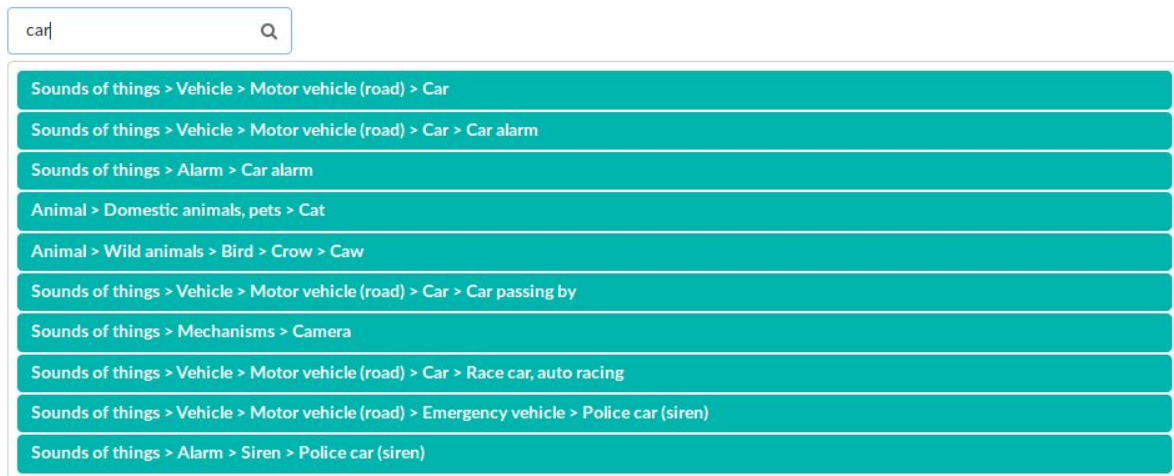 car
Sounds of things > Vehicle > Motor vehicle (road) > Car
Sounds of things > Vehicle > Motor vehicle (road) > Car > Car alarm
Sounds of things > Alarm > Car alarm
Animal > Domestic animals, pets > Cat
Animal > Wild animals > Bird > Crow > Caw
Sounds of things > Vehicle > Motor vehicle (road) > Car > Car passing by
Sounds of things > Mechanisms > Camera
Sounds of things > Vehicle > Motor vehicle (road) > Car > Race car, auto racing
Sounds of things > Vehicle > Motor vehicle (road) > Emergency vehicle > Police car (siren)
Sounds of things > Alarm > Siren > Police car (siren)